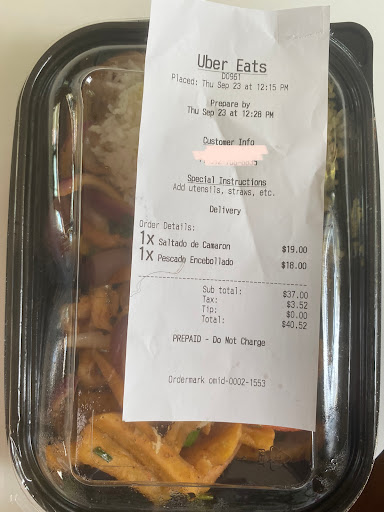 Uber Eats
D0961
Placed: Thu Sep 23 at 12:15 PM
Prepare by
Thu Sep 23 at 12:28 PM
Customer Info
Special Instructions
Add utensils, straws, etc.
Delivery
Order Details:
1x Saltado de Camaron $19.00
1x Pescado Encebollado $18.00
Sub total: $37.00
Tax: $3.52
Tip: $0.00
Total: $40.52
PREPAID - Do Not Charge
Ordermark omid-0002-1553